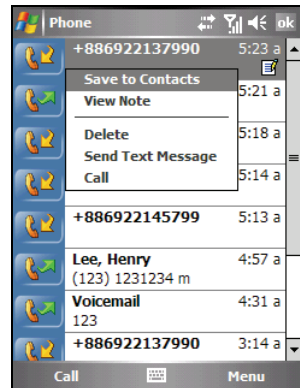 Phone ok
+886922137990 5:23 a
Save to Contacts
View Note
5:21 a
Delete
5:18 a
Send Text Message
Call
5:14 a
+886922145799 5:13 a
Lee, Henry 4:57 a
(123) 1231234 m
Voicemail 4:31 a
123
+886922137990 3:14 a
Call Menu